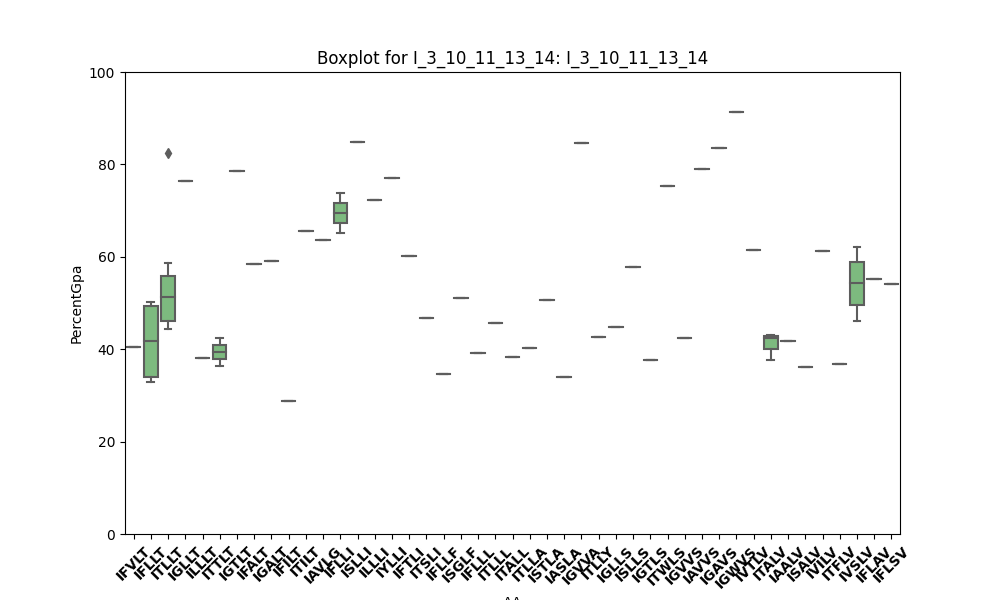 Boxplot for I_3_10_11_13_14: I_3_10_11_13_14
100
80
60
40
20
0
PercentGpa
IFVLT
IFLLT
ITLLT
IGLLT
ILLLT
ITTLT
IGTLT
IFALT
IGALT
IFILT
ITILT
IAVLG
IFLLI
ISLLI
ILLLI
IYLLI
IFTLI
ITSLI
IFLLF
ISGLF
IFLLL
ITLLL
ITALL
ITLLA
ISTLA
IASLA
IGVVA
ITLLY
IGLLS
ISLLS
IGTLS
ITWLS
IGVVS
IAVVS
IGAVS
IGWVS
IVTLV
ITALV
IAALV
ISALV
IVILV
ITFLV
IVSLV
IFLAV
IFLSV
AA